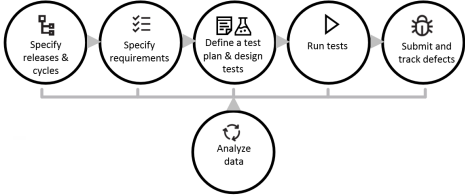 Specify
releases &
cycles
Specify
requirements
Define a test
plan & design
tests
Run tests
Submit and
track defects
Analyze
data